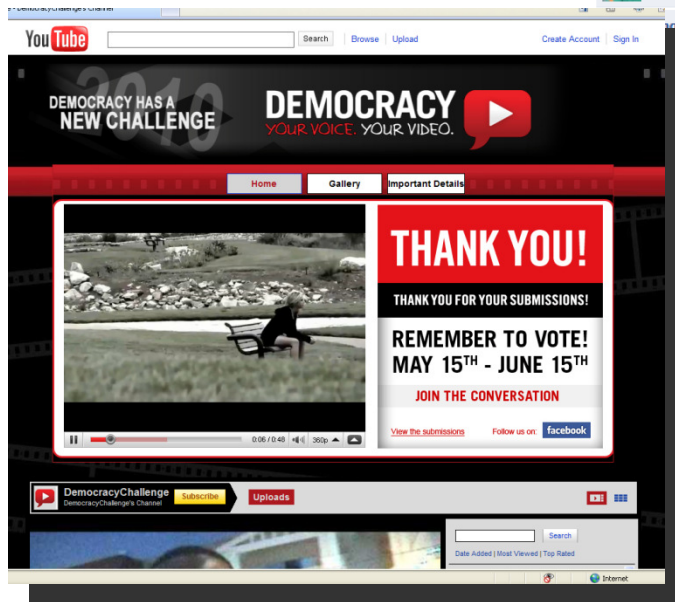 DemocracyChallenge's Channel
YouTube Search Browse Upload Create Account Sign In
2010
DEMOCRACY HAS A
NEW CHALLENGE
DEMOCRACY
YOUR VOICE. YOUR VIDEO.
Home Gallery Important Details
THANK YOU!
THANK YOU FOR YOUR SUBMISSIONS!
REMEMBER TO VOTE!
MAY 15TH - JUNE 15TH
JOIN THE CONVERSATION
View the submissions Follow us on: facebook
0:06 / 0:48 360p
DemocracyChallenge
DemocracyChallenge's Channel
Subscribe
Uploads
Search
Date Added | Most Viewed | Top Rated
Internet